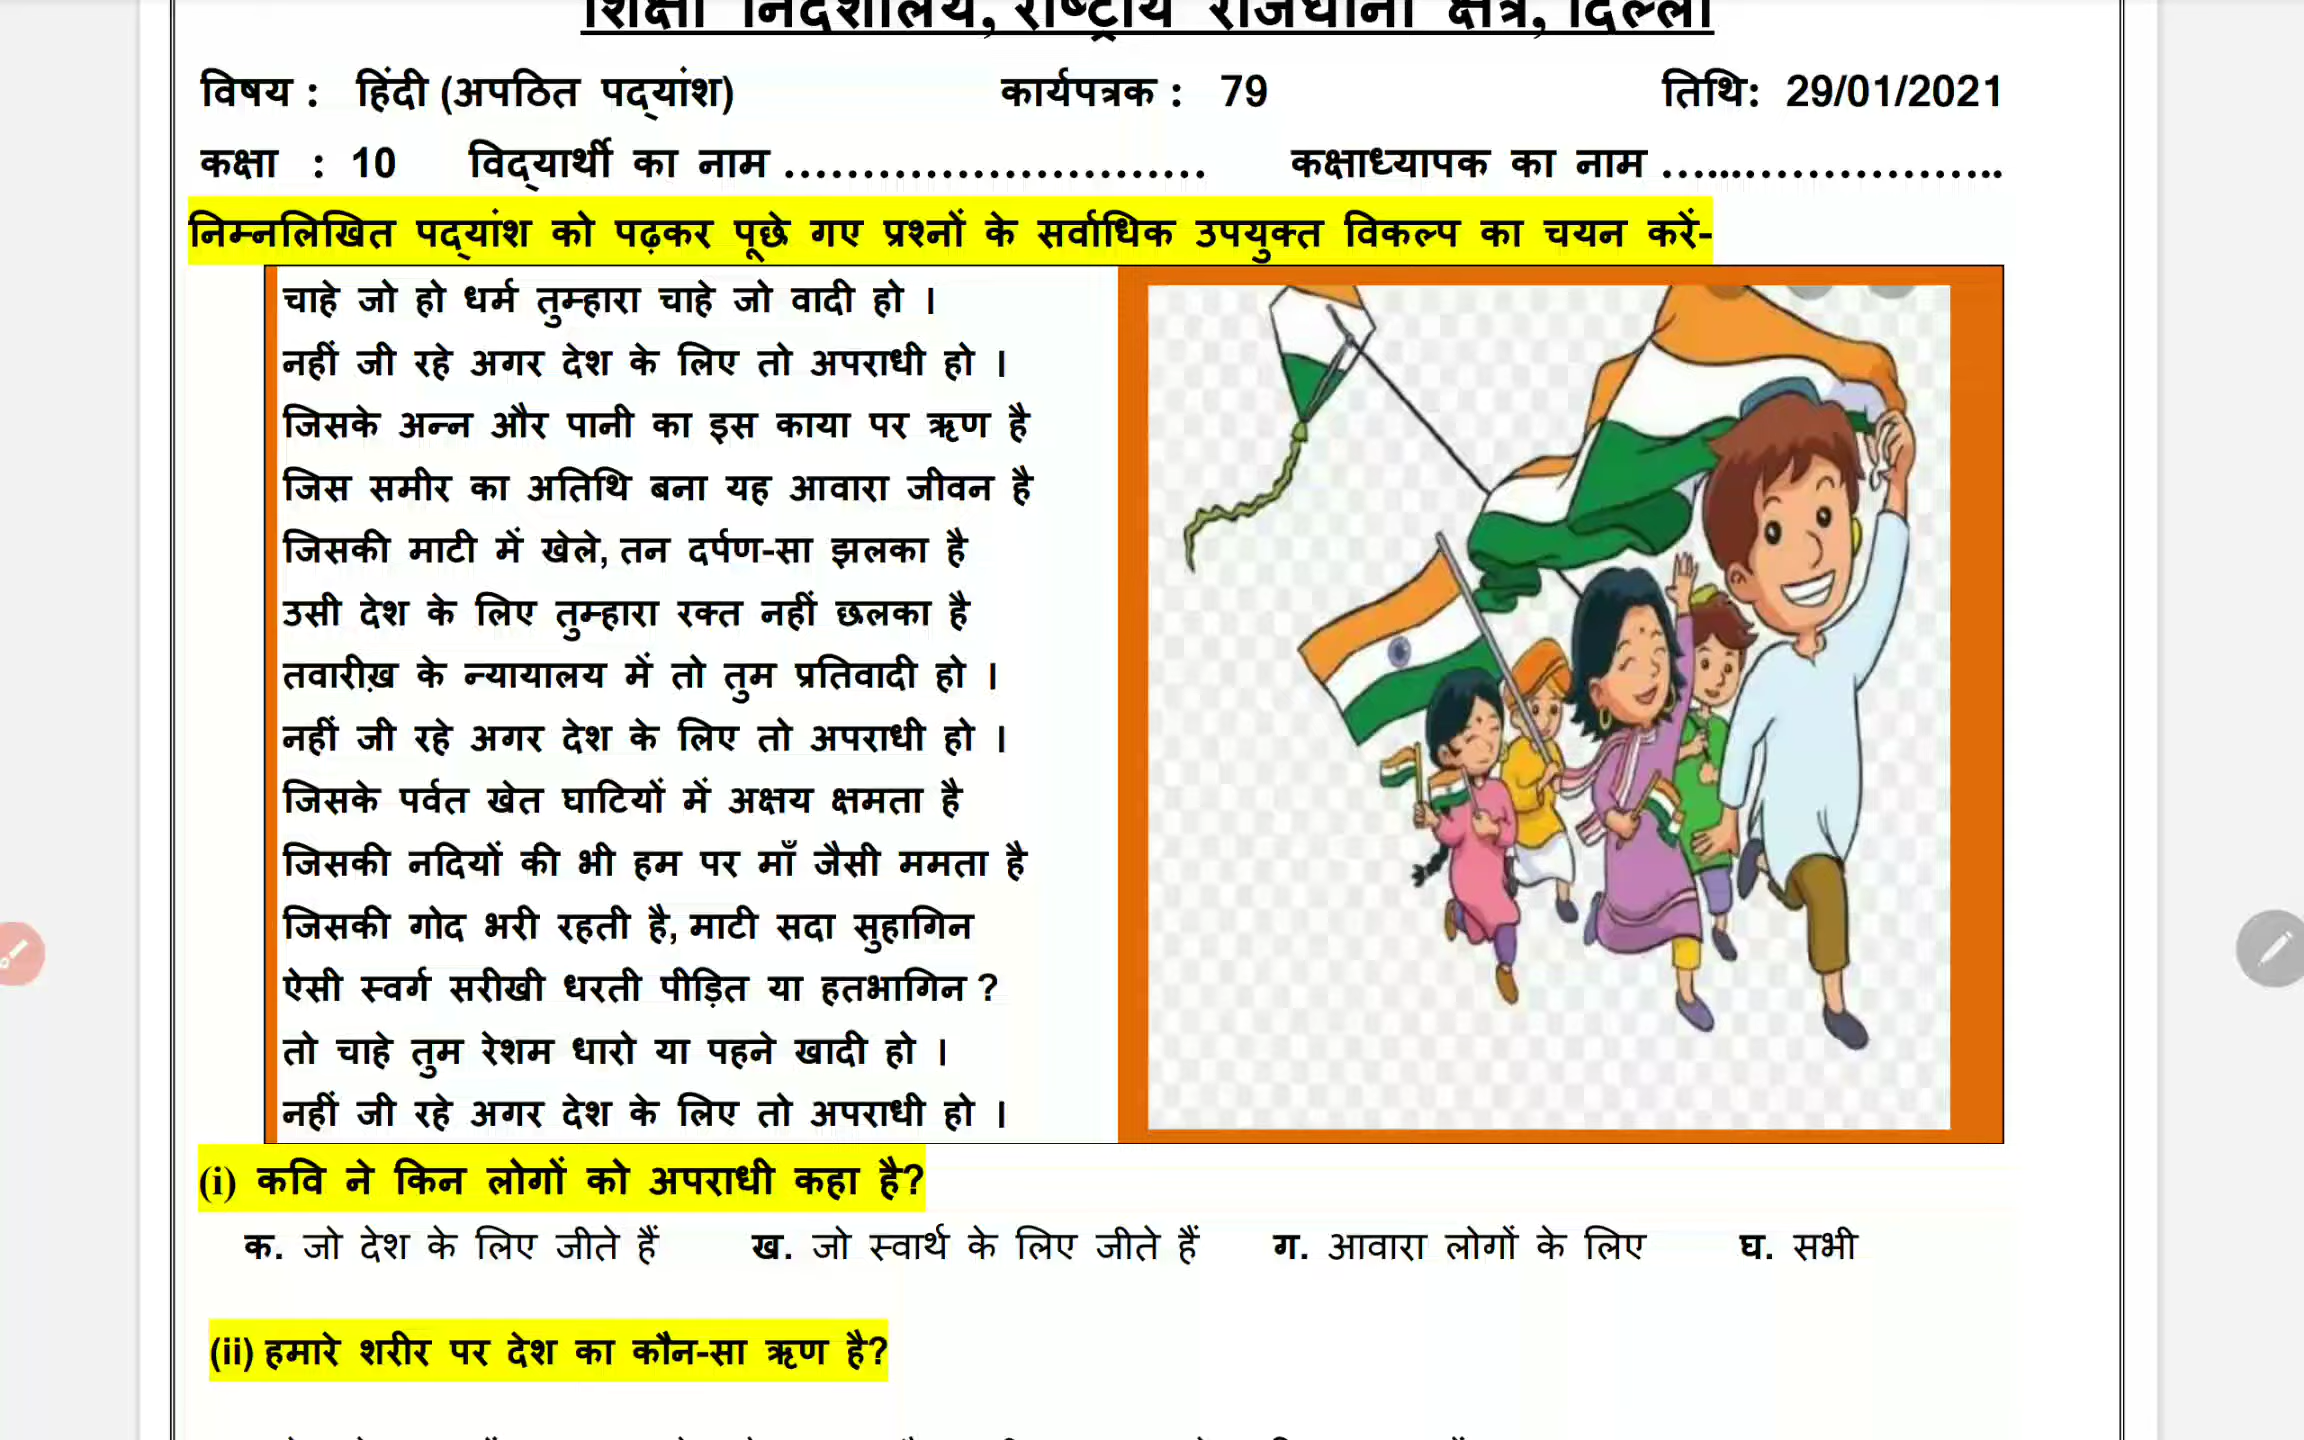 शिक्षा निदेशालय, राष्ट्रीय राजधानी क्षेत्र, दिल्ली
विषय : हिंदी (अपठित पद्यांश) कार्यपत्रक : 79 तिथि: 29/01/2021
कक्षा : 10 विद्यार्थी का नाम ........................... कक्षाध्यापक का नाम ......................
निम्नलिखित पद्यांश को पढ़कर पूछे गए प्रश्नों के सर्वाधिक उपयुक्त विकल्प का चयन करें-
चाहे जो हो धर्म तुम्हारा चाहे जो वादी हो ।
नहीं जी रहे अगर देश के लिए तो अपराधी हो ।
जिसके अन्न और पानी का इस काया पर ऋण है
जिस समीर का अतिथि बना यह आवारा जीवन है
जिसकी माटी में खेले, तन दर्पण-सा झलका है
उसी देश के लिए तुम्हारा रक्त नहीं छलका है
तवारीख़ के न्यायालय में तो तुम प्रतिवादी हो ।
नहीं जी रहे अगर देश के लिए तो अपराधी हो ।
जिसके पर्वत खेत घाटियों में अक्षय क्षमता है
जिसकी नदियों की भी हम पर माँ जैसी ममता है
जिसकी गोद भरी रहती है, माटी सदा सुहागिन
ऐसी स्वर्ग सरीखी धरती पीड़ित या हतभागिन ?
तो चाहे तुम रेशम धारो या पहने खादी हो ।
नहीं जी रहे अगर देश के लिए तो अपराधी हो ।
(i) कवि ने किन लोगों को अपराधी कहा है?
क. जो देश के लिए जीते हैं ख. जो स्वार्थ के लिए जीते हैं ग. आवारा लोगों के लिए घ. सभी
(ii) हमारे शरीर पर देश का कौन-सा ऋण है?